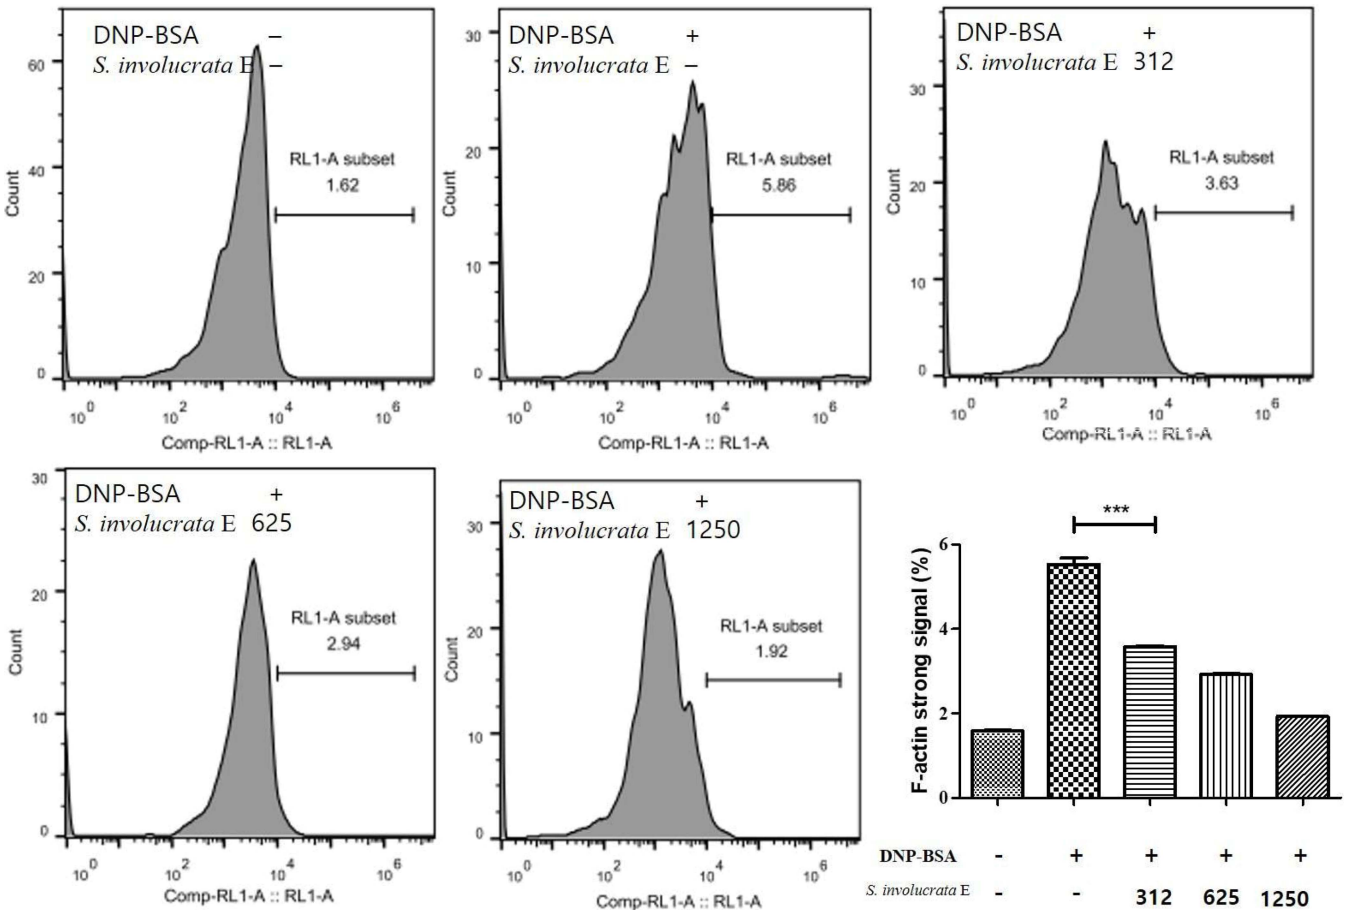 DNP-BSA –
S. involucrata E –
60
40
20
0
Count
RL1-A subset
1.62
10^0 10^2 10^4 10^6
Comp-RL1-A :: RL1-A
DNP-BSA +
S. involucrata E –
30
20
10
0
Count
RL1-A subset
5.86
10^0 10^2 10^4 10^6
Comp-RL1-A :: RL1-A
DNP-BSA +
S. involucrata E 312
30
20
10
0
Count
RL1-A subset
3.63
10^0 10^2 10^4 10^6
Comp-RL1-A :: RL1-A
DNP-BSA +
S. involucrata E 625
30
20
10
0
Count
RL1-A subset
2.94
10^0 10^2 10^4 10^6
Comp-RL1-A :: RL1-A
DNP-BSA +
S. involucrata E 1250
30
20
10
0
Count
RL1-A subset
1.92
10^0 10^2 10^4 10^6
Comp-RL1-A :: RL1-A
***
6
4
2
0
F-actin strong signal (%)
DNP-BSA - + + + +
S. involucrata E - - 312 625 1250